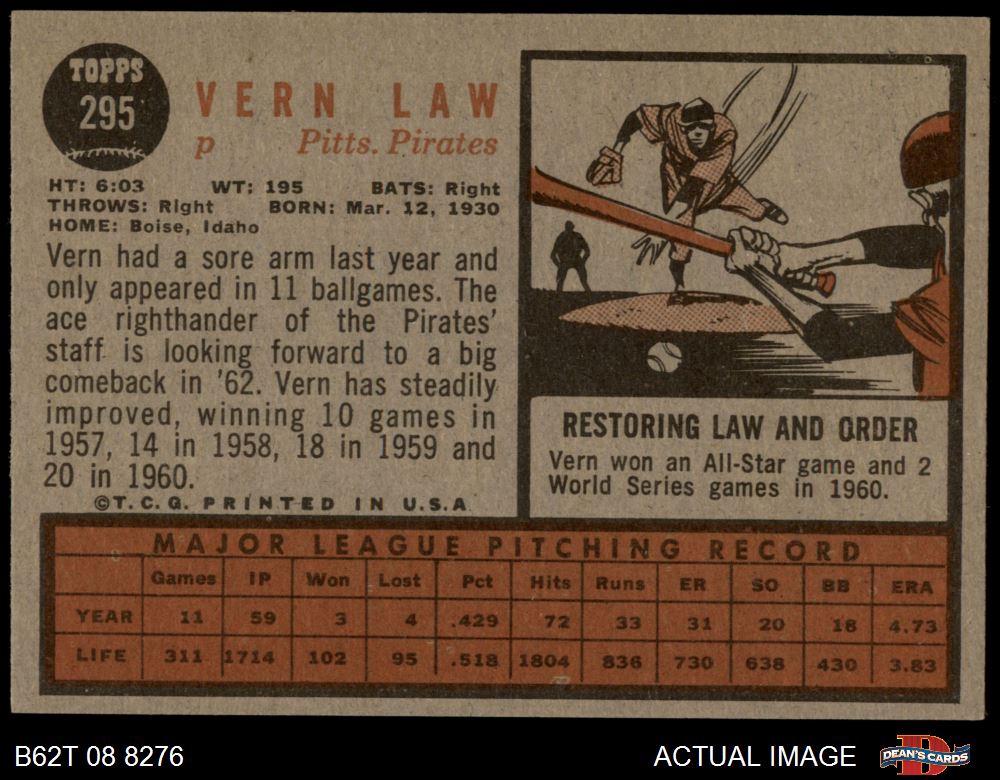 TOPPS
295
VERN LAW
p Pitts. Pirates
HT: 6:03 WT: 195 BATS: Right
THROWS: Right BORN: Mar. 12, 1930
HOME: Boise, Idaho
Vern had a sore arm last year and
only appeared in 11 ballgames. The
ace righthander of the Pirates'
staff is looking forward to a big
comeback in '62. Vern has steadily
improved, winning 10 games in
1957, 14 in 1958, 18 in 1959 and
20 in 1960.
©T.C.G. PRINTED IN U.S.A.
RESTORING LAW AND ORDER
Vern won an All-Star game and 2
World Series games in 1960.
MAJOR LEAGUE PITCHING RECORD
Games IP Won Lost Pct Hits Runs ER SO BB ERA
YEAR 11 59 3 4 .429 72 33 31 20 18 4.73
LIFE 311 1714 102 95 .518 1804 836 730 638 430 3.83
B62T 08 8276
ACTUAL IMAGE
D
DEAN'S CARDS